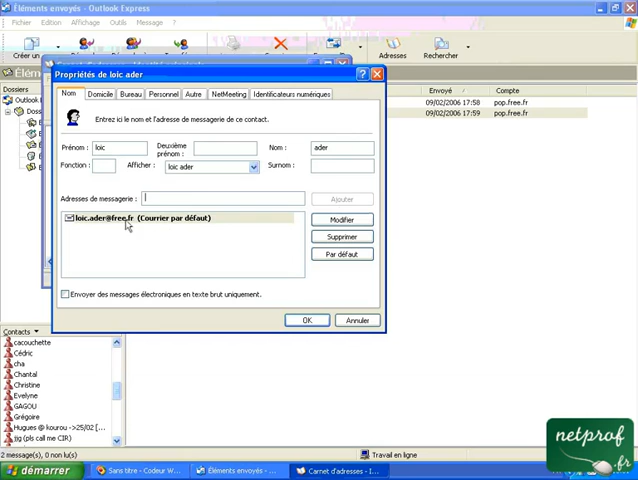 Éléments envoyés - Outlook Express
Fichier Edition Affichage Outils Message ?
Créer un
Adresses
Rechercher
Dossiers
Envoyé Compte
09/02/2006 17:58 pop.free.fr
09/02/2006 17:59 pop.free.fr
Propriétés de loic ader
Nom Domicile Bureau Personnel Autre NetMeeting Identificateurs numériques
Entrez ici le nom et l'adresse de messagerie de ce contact.
Prénom : loic Deuxième prénom : Nom : ader
Fonction : Afficher : loic ader Surnom :
Adresses de messagerie : Ajouter
loic.ader@free.fr (Courrier par défaut)
Modifier
Supprimer
Par défaut
Envoyer des messages électroniques en texte brut uniquement.
OK Annuler
Contacts
cacouchette
Cédric
cha
Chantal
Christine
Evelyne
GAGOU
Grégoire
Hugues @ kourou ->25/02 [...
jjg (pls call me CIR)
2 message(s), 0 non lu(s)
Travail en ligne
démarrer
Sans titre - Codeur W...
Éléments envoyés - ...
Carnet d'adresses - I...
netprof
.fr